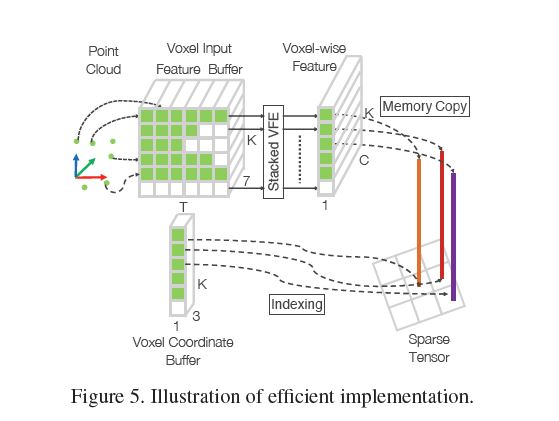 Point
Cloud
Voxel Input
Feature Buffer
Voxel-wise
Feature
K
Memory Copy
K
Stacked VFE
C
7
T
1
K
Indexing
3
1
Voxel Coordinate
Buffer
Sparse
Tensor
Figure 5. Illustration of efficient implementation.